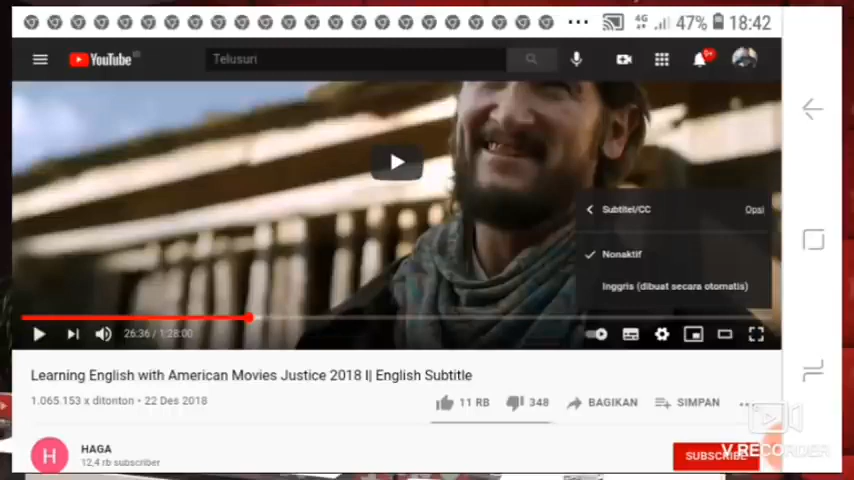 4G 47% 18:42
YouTube Telusuri 9+
Subtitel/CC Opsi
Nonaktif
Inggris (dibuat secara otomatis)
26:36 / 1:28:00
Learning English with American Movies Justice 2018 I| English Subtitle
1.065.153 x ditonton • 22 Des 2018 11 RB 348 BAGIKAN SIMPAN
H HAGA
12,4 rb subscriber
SUBSCRIBE
V.RECORDER